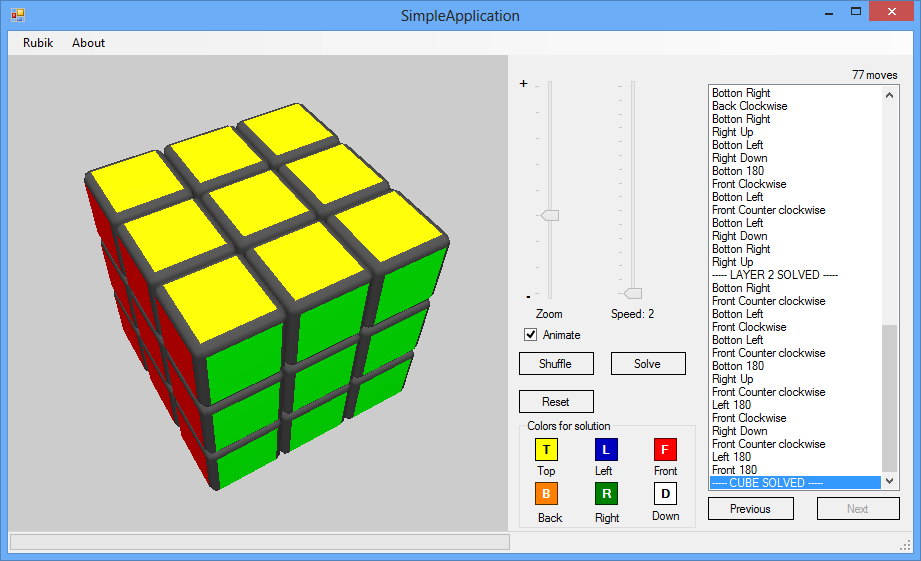 SimpleApplication
Rubik About
77 moves
+
-
Zoom
Speed: 2
Animate
Shuffle
Solve
Reset
Colors for solution
T L F
Top Left Front
B R D
Back Right Down
Botton Right
Back Clockwise
Botton Right
Right Up
Botton Left
Right Down
Botton 180
Front Clockwise
Botton Left
Front Counter clockwise
Botton Left
Right Down
Botton Right
Right Up
----- LAYER 2 SOLVED -----
Botton Right
Front Counter clockwise
Botton Left
Front Clockwise
Botton Left
Front Counter clockwise
Botton 180
Right Up
Front Counter clockwise
Left 180
Front Clockwise
Right Down
Front Counter clockwise
Left 180
Front 180
----- CUBE SOLVED -----
Previous
Next